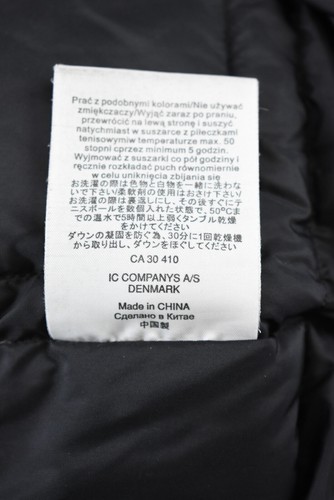 Prać z podobnymi kolorami/Nie używać
zmiękczaczy/Wyjąć zaraz po praniu,
przewrócić na lewą stronę i suszyć
natychmiast w suszarce z piłeczkami
tenisowymiw temperaturze max. 50
stopni cprzez minimum 5 godzin.
Wyjmować z suszarki co pół godziny i
ręcznie rozkładać puch równomiernie
w celu uniknięcia zbijania się
お洗濯の際は色物と白物を一緒に洗わな
いで下さい/柔軟剤の使用はお避け下さい/
お洗濯の際は裏返しにし、その後すぐにテ
ニスボールを数個入れた状態で、50℃ま
での温水で5時間以上弱くタンブル乾燥
をかけてください
ダウンの凝固を防ぐ為、30分に1回乾燥機
から取り出し、ダウンをほぐしてください
CA 30 410
IC COMPANYS A/S
DENMARK
Made in CHINA
Сделано в Китае
中国製